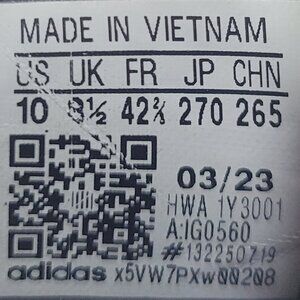 MADE IN VIETNAM
US UK FR JP CHN
10 8½ 42⅔ 270 265
03/23
HWA 1Y3001
A:IG0560
#132250719
adidas x5VW7PXw00208